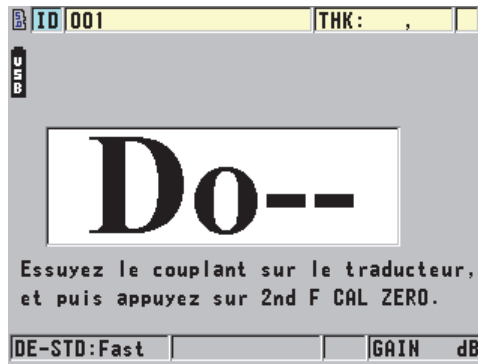 ID 001 THK: ,
USB
Do--
Essuyez le couplant sur le traducteur,
et puis appuyez sur 2nd F CAL ZERO.
DE-STD:Fast GAIN dB